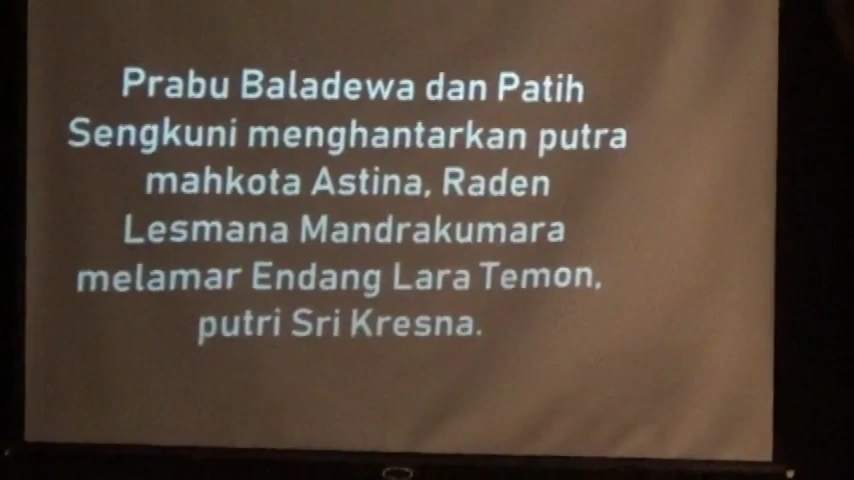 Prabu Baladewa dan Patih
Sengkuni menghantarkan putra
mahkota Astina, Raden
Lesmana Mandrakumara
melamar Endang Lara Temon,
putri Sri Kresna.